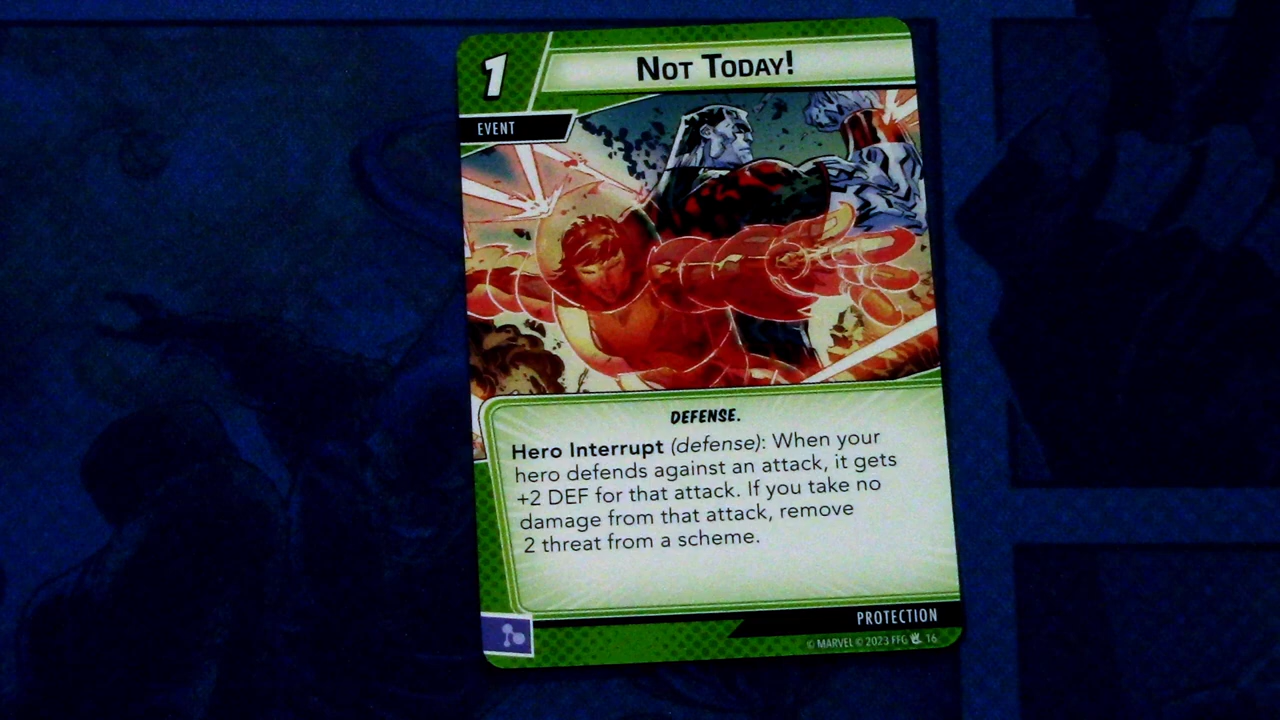 1
NOT TODAY!
EVENT
DEFENSE.
Hero Interrupt (defense): When your
hero defends against an attack, it gets
+2 DEF for that attack. If you take no
damage from that attack, remove
2 threat from a scheme.
PROTECTION
© MARVEL © 2023 FFG 16